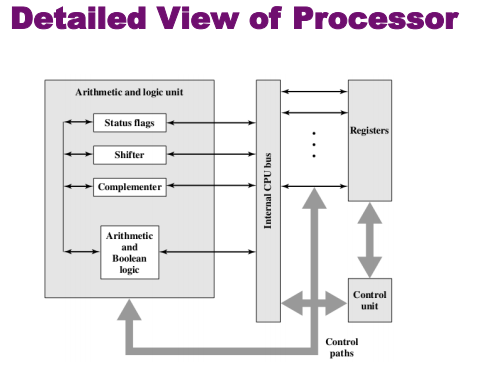 Detailed View of Processor
Arithmetic and logic unit
Status flags
Shifter
Complementer
Arithmetic
and
Boolean
logic
Internal CPU bus
Registers
Control
unit
Control
paths